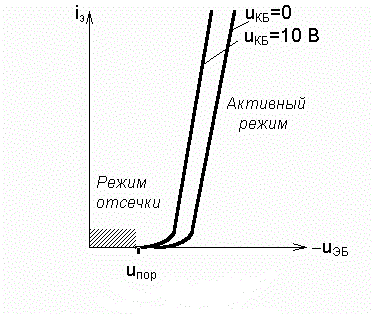 iэ
uКБ=0
uКБ=10 В
Активный
режим
Режим
отсечки
−uЭБ
uпор